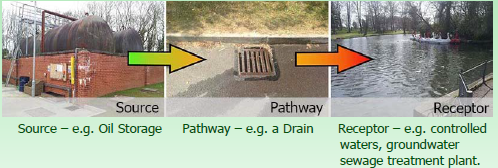 Source
Pathway
Receptor
Source – e.g. Oil Storage
Pathway – e.g. a Drain
Receptor – e.g. controlled
waters, groundwater
sewage treatment plant.